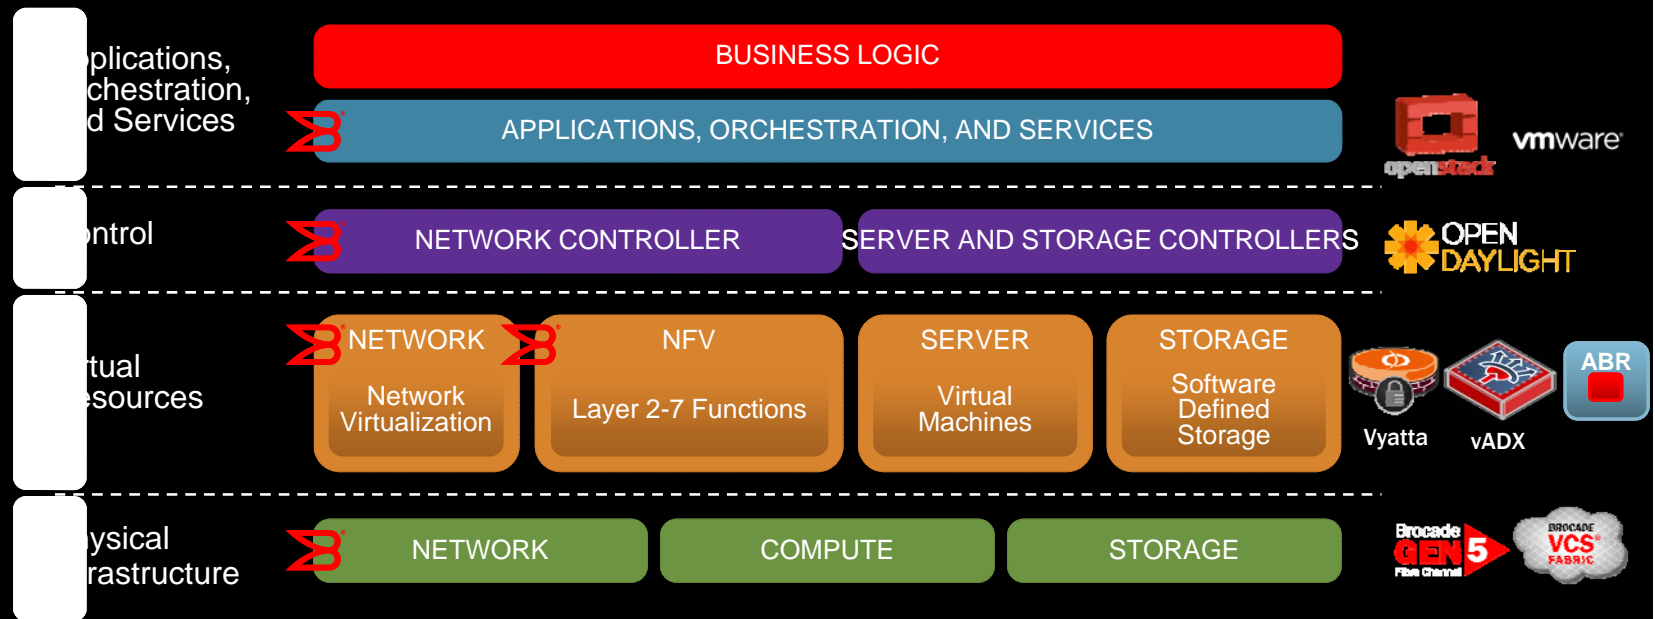 plications,
chestration,
d Services
BUSINESS LOGIC
APPLICATIONS, ORCHESTRATION, AND SERVICES
openstack
vmware
ntrol
NETWORK CONTROLLER
SERVER AND STORAGE CONTROLLERS
OPEN
DAYLIGHT
tual
esources
NETWORK
Network
Virtualization
NFV
Layer 2-7 Functions
SERVER
Virtual
Machines
STORAGE
Software
Defined
Storage
Vyatta
vADX
ABR
ysical
rastructure
NETWORK
COMPUTE
STORAGE
Brocade
GEN 5
Fibre Channel
BROCADE
VCS®
FABRIC